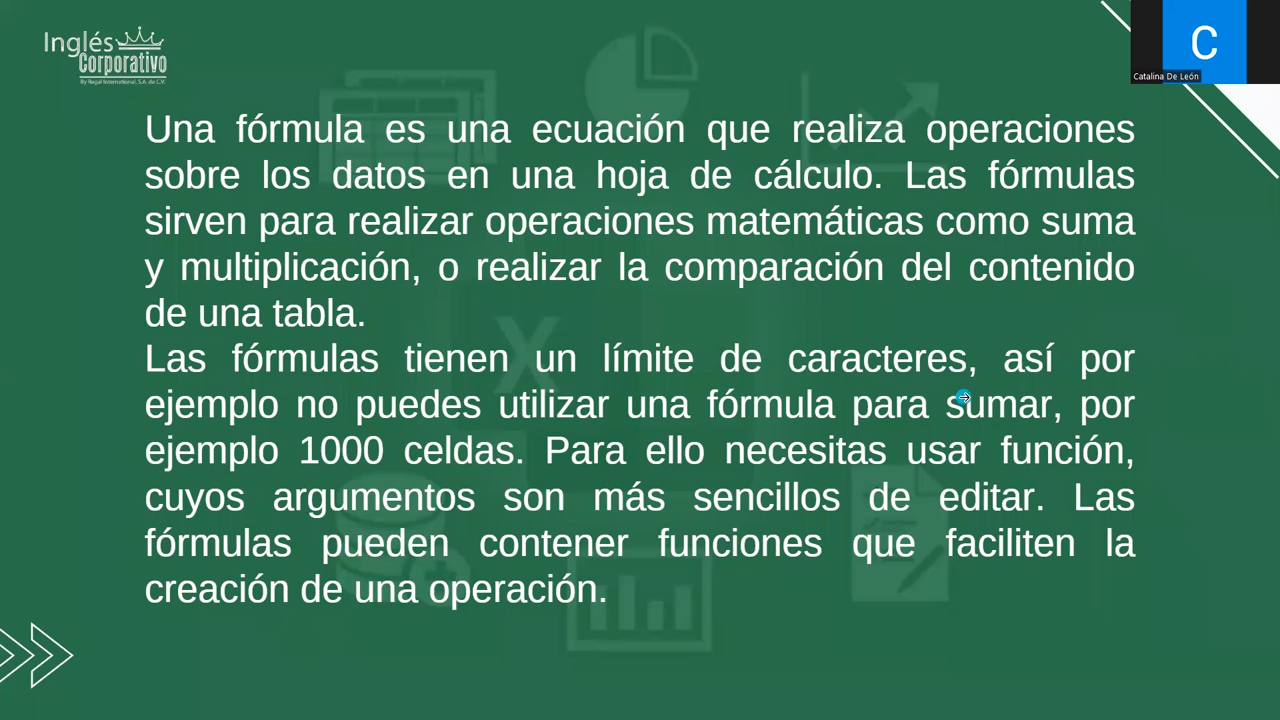 Inglés
Corporativo
By Regal International, S.A. de C.V.
C
Catalina De León
Una fórmula es una ecuación que realiza operaciones
sobre los datos en una hoja de cálculo. Las fórmulas
sirven para realizar operaciones matemáticas como suma
y multiplicación, o realizar la comparación del contenido
de una tabla.
Las fórmulas tienen un límite de caracteres, así por
ejemplo no puedes utilizar una fórmula para sumar, por
ejemplo 1000 celdas. Para ello necesitas usar función,
cuyos argumentos son más sencillos de editar. Las
fórmulas pueden contener funciones que faciliten la
creación de una operación.
X